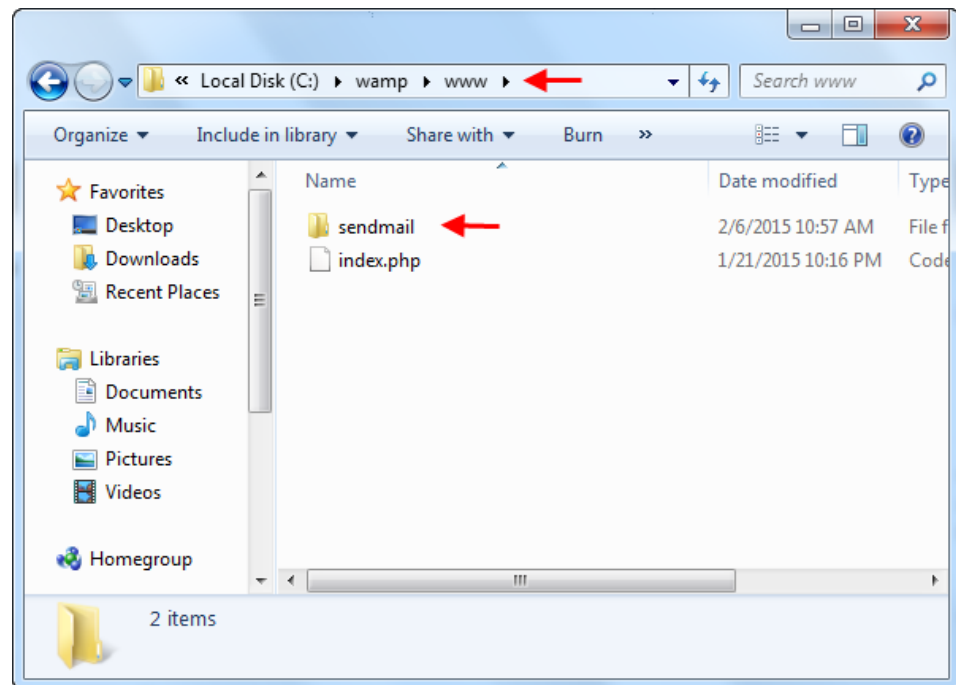 « Local Disk (C:) ▸ wamp ▸ www ▸ Search www
Organize Include in library Share with Burn »
Name Date modified Type
Favorites
Desktop
Downloads
Recent Places
Libraries
Documents
Music
Pictures
Videos
Homegroup
sendmail 2/6/2015 10:57 AM File f
index.php 1/21/2015 10:16 PM Code
2 items